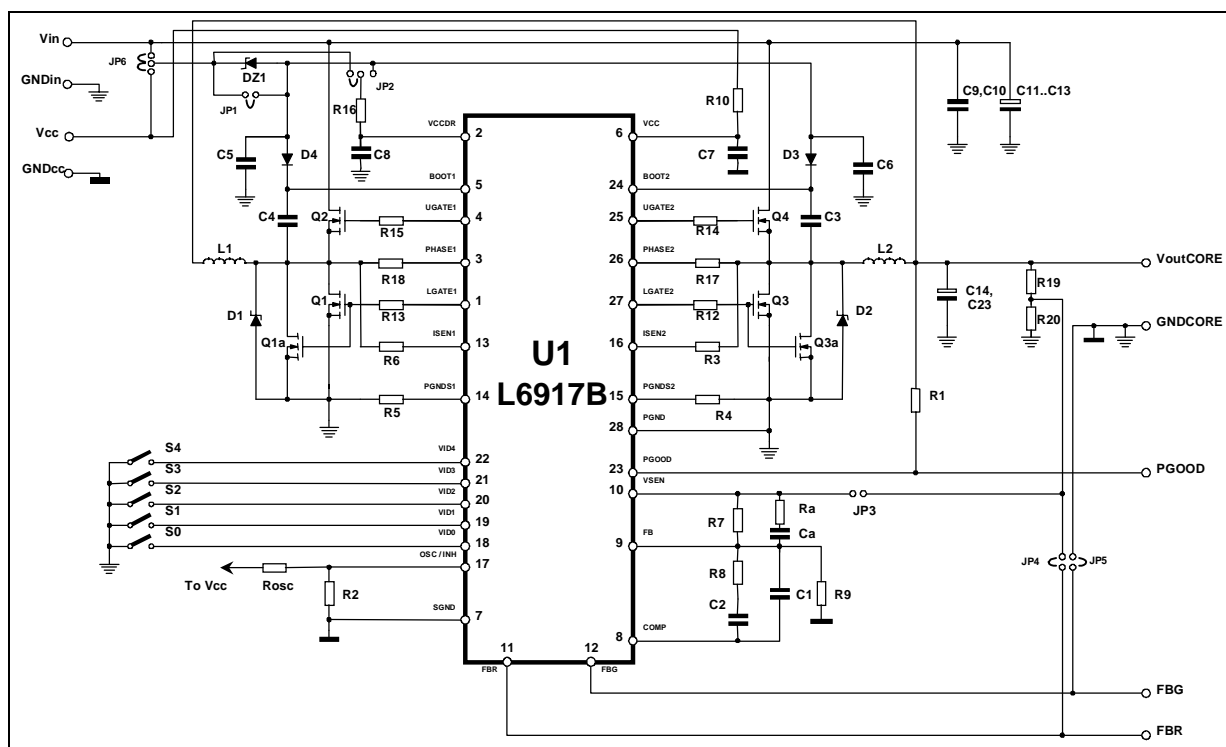 Vin
JP6
GNDin
DZ1
JP2
JP1
R16
R10
C9,C10
C11..C13
Vcc
VCCDR
2
6
VCC
GNDcc
C5
D4
C8
C7
D3
C6
BOOT1
5
24
BOOT2
C4
Q2
UGATE1
4
25
UGATE2
Q4
C3
R15
R14
L1
PHASE1
3
26
PHASE2
L2
VoutCORE
R18
R17
R19
Q1
LGATE1
1
27
LGATE2
Q3
C14,
C23
D1
R13
R12
D2
R20
GNDCORE
Q1a
ISEN1
13
16
ISEN2
Q3a
R6
R3
U1
L6917B
PGNDS1
14
15
PGNDS2
R1
R5
R4
28
PGND
S4
VID4
22
23
PGOOD
PGOOD
S3
VID3
21
VSEN
S2
VID2
20
10
JP3
S1
VID1
19
R7
Ra
S0
VID0
18
9
FB
Ca
OSC / INH
17
JP4
JP5
To Vcc
Rosc
R2
R8
C1
R9
C2
SGND
7
8
COMP
11
12
FBR
FBG
FBG
FBR